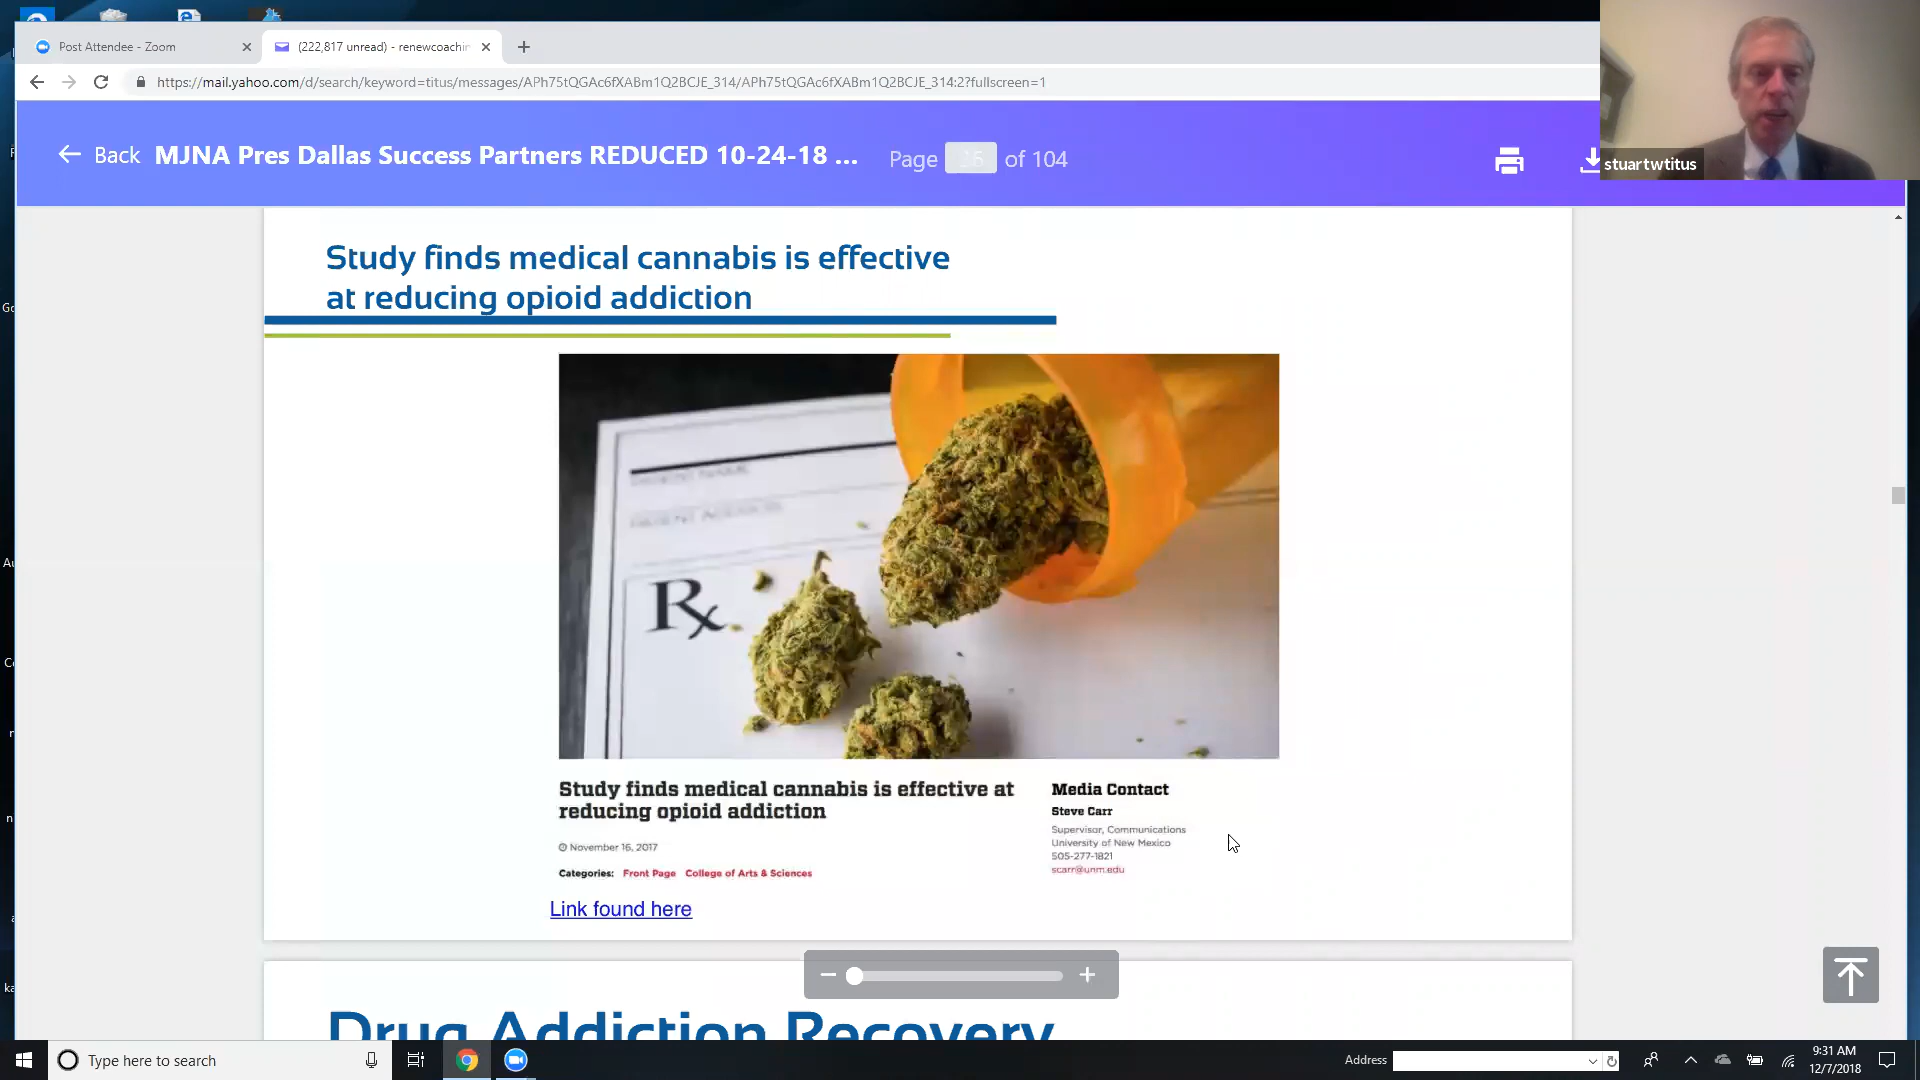 Post Attendee - Zoom
(222,817 unread) - renewcoachin
https://mail.yahoo.com/d/search/keyword=titus/messages/APh75tQGAc6fXABm1Q2BCJE_314/APh75tQGAc6fXABm1Q2BCJE_314:2?fullscreen=1
Back MJNA Pres Dallas Success Partners REDUCED 10-24-18 ... Page 26 of 104
stuartwtitus
Study finds medical cannabis is effective
at reducing opioid addiction
Rx
Study finds medical cannabis is effective at
reducing opioid addiction
November 16, 2017
Categories: Front Page College of Arts & Sciences
Media Contact
Steve Carr
Supervisor, Communications
University of New Mexico
505-277-1821
scarr@unm.edu
Link found here
Drug Addiction Recovery
Type here to search
Address
9:31 AM
12/7/2018